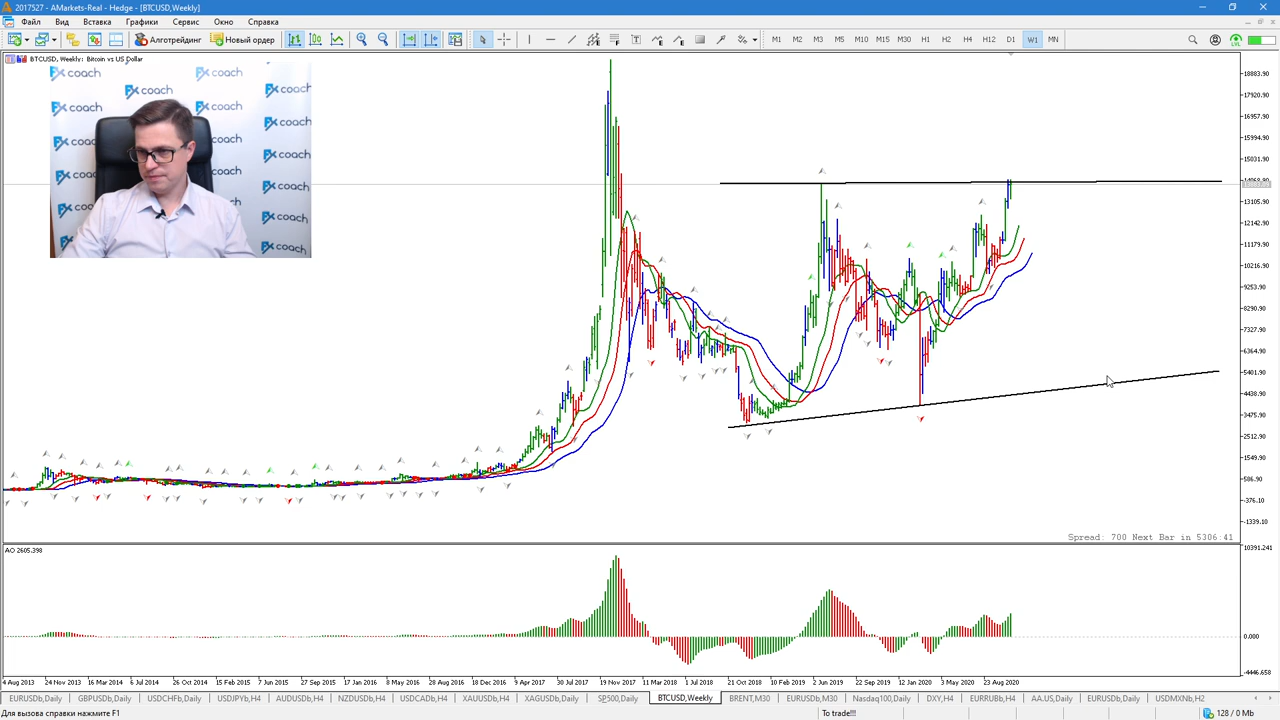 2017527 - AMarkets-Real - Hedge - [BTCUSD,Weekly]
Файл Вид Вставка Графики Сервис Окно Справка
Алготрейдинг Новый ордер M1 M2 M3 M5 M10 M15 M30 H1 H2 H4 H12 D1 W1 MN
BTCUSD, Weekly: Bitcoin vs US Dollar
FX coach
18883.90
17920.90
16957.90
15994.90
15031.90
13105.90
12142.90
11179.90
10216.90
9253.90
8290.90
7327.90
6364.90
5401.90
4438.90
3475.90
2512.90
1549.90
586.90
-376.10
-1339.10
Spread: 700 Next Bar in 5306:41
AO 2605.398
10391.241
0.000
-4446.658
4 Aug 2013 24 Nov 2013 16 Mar 2014 6 Jul 2014 26 Oct 2014 15 Feb 2015 7 Jun 2015 27 Sep 2015 17 Jan 2016 8 May 2016 28 Aug 2016 18 Dec 2016 9 Apr 2017 30 Jul 2017 19 Nov 2017 11 Mar 2018 1 Jul 2018 21 Oct 2018 10 Feb 2019 2 Jun 2019 22 Sep 2019 12 Jan 2020 3 May 2020 23 Aug 2020
EURUSDb,Daily GBPUSDb,Daily USDCHFb,Daily USDJPYb,H4 AUDUSDb,H4 NZDUSDb,H4 USDCADb,H4 XAUUSDb,H4 XAGUSDb,Daily SP500,Daily BTCUSD,Weekly BRENT,M30 EURUSDb,M30 Nasdaq100,Daily DXY,H4 EURRUBb,H4 AA.US,Daily EURUSDb,Daily USDMXNb,H2
Для вызова справки нажмите F1 To trade!!! 128 / 0 Mb